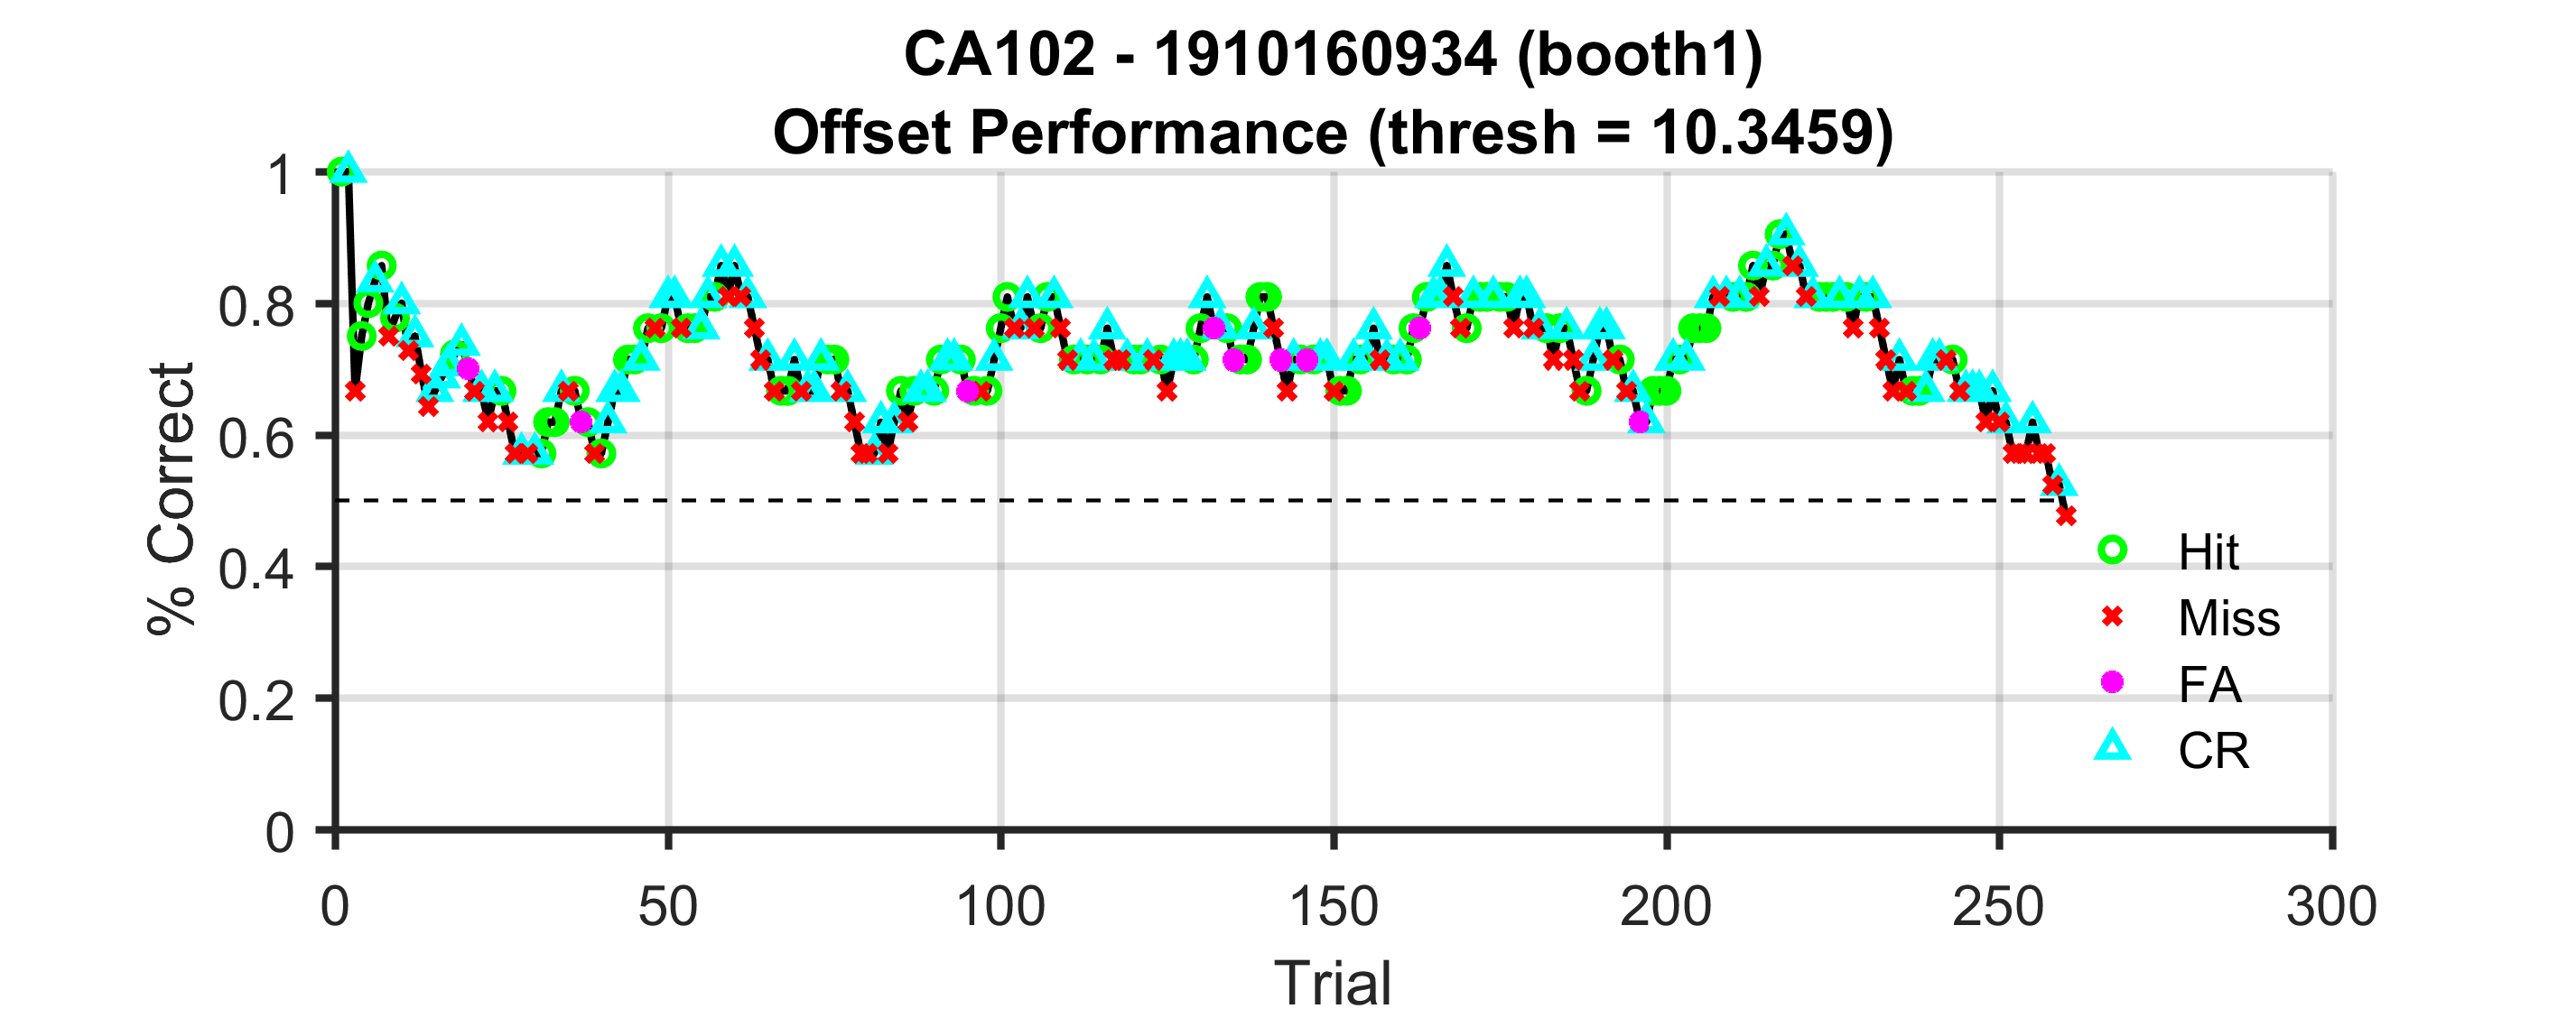 CA102 - 1910160934 (booth1)
Offset Performance (thresh = 10.3459)
% Correct
1
0.8
0.6
0.4
0.2
0
0 50 100 150 200 250 300
Trial
Hit
Miss
FA
CR